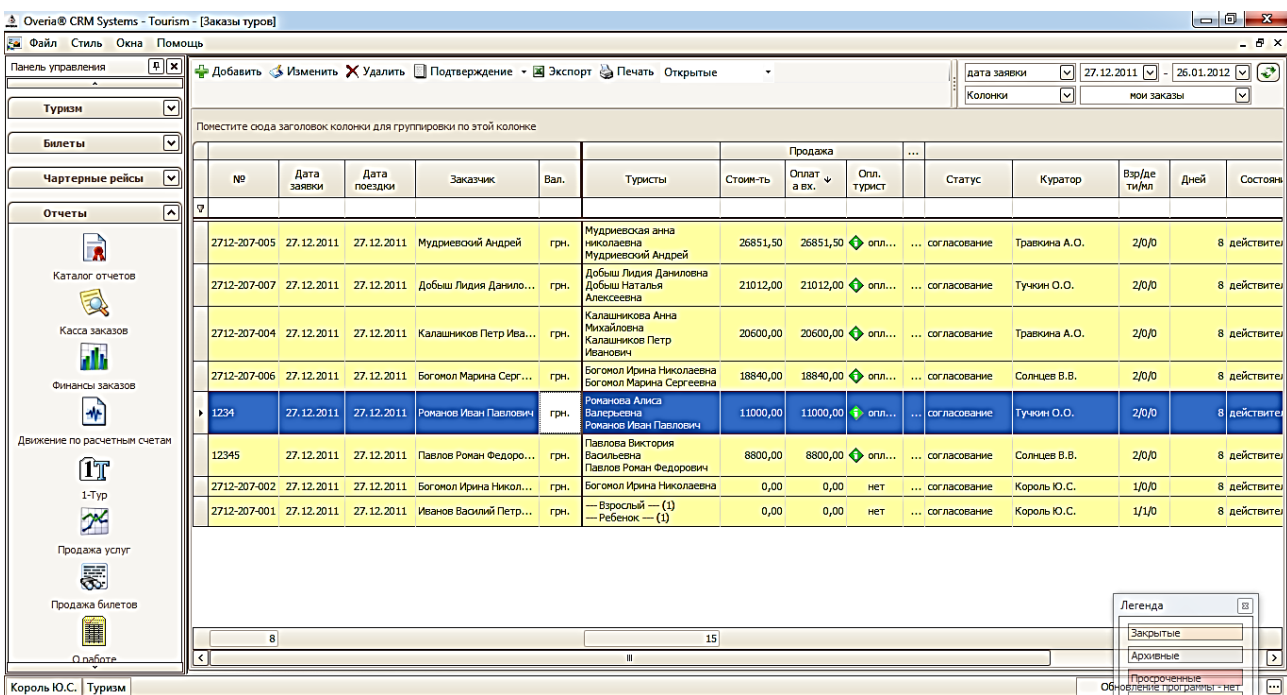 Overia® CRM Systems - Tourism - [Заказы туров]
Файл Стиль Окна Помощь
Панель управления
Туризм
Билеты
Чартерные рейсы
Отчеты
Каталог отчетов
Касса заказов
Финансы заказов
Движение по расчетным счетам
1T
1-Тур
Продажа услуг
Продажа билетов
О работе
Добавить Изменить Удалить Подтверждение Экспорт Печать Открытые
дата заявки 27.12.2011 - 26.01.2012
Колонки мои заказы
Поместите сюда заголовок колонки для группировки по этой колонке
Продажа ...
№ Дата заявки Дата поездки Заказчик Вал. Туристы Стоим-ть Оплат а вх. Опл. турист Статус Куратор Взр/де ти/мл Дней Состоян
Мудриевская анна
2712-207-005 27.12.2011 27.12.2011 Мудриевский Андрей грн. николаевна 26851,50 26851,50 опл... ... согласование Травкина А.О. 2/0/0 8 действител
Мудриевский Андрей
Добыш Лидия Даниловна
2712-207-007 27.12.2011 27.12.2011 Добыш Лидия Данило... грн. Добыш Наталья 21012,00 21012,00 опл... ... согласование Тучкин О.О. 2/0/0 8 действител
Алексеевна
Калашникова Анна
Михайловна
2712-207-004 27.12.2011 27.12.2011 Калашников Петр Ива... грн. Калашников Петр 20600,00 20600,00 опл... ... согласование Травкина А.О. 2/0/0 8 действител
Иванович
Богомол Ирина Николаевна
2712-207-006 27.12.2011 27.12.2011 Богомол Марина Серг... грн. Богомол Марина Сергеевна 18840,00 18840,00 опл... ... согласование Солнцев В.В. 2/0/0 8 действител
Романова Алиса
1234 27.12.2011 27.12.2011 Романов Иван Павлович грн. Валерьевна 11000,00 11000,00 опл... ... согласование Тучкин О.О. 2/0/0 8 действител
Романов Иван Павлович
Павлова Виктория
12345 27.12.2011 27.12.2011 Павлов Роман Федоро... грн. Васильевна 8800,00 8800,00 опл... ... согласование Солнцев В.В. 2/0/0 8 действител
Павлов Роман Федорович
2712-207-002 27.12.2011 27.12.2011 Богомол Ирина Никол... грн. Богомол Ирина Николаевна 0,00 0,00 нет ... согласование Король Ю.С. 1/0/0 8 действител
--- Взрослый --- (1)
2712-207-001 27.12.2011 27.12.2011 Иванов Василий Петр... грн. --- Ребенок --- (1) 0,00 0,00 нет ... согласование Король Ю.С. 1/1/0 8 действител
8 15
Легенда
Закрытые
Архивные
Просроченные
Король Ю.С. Туризм Обновление программы - нет